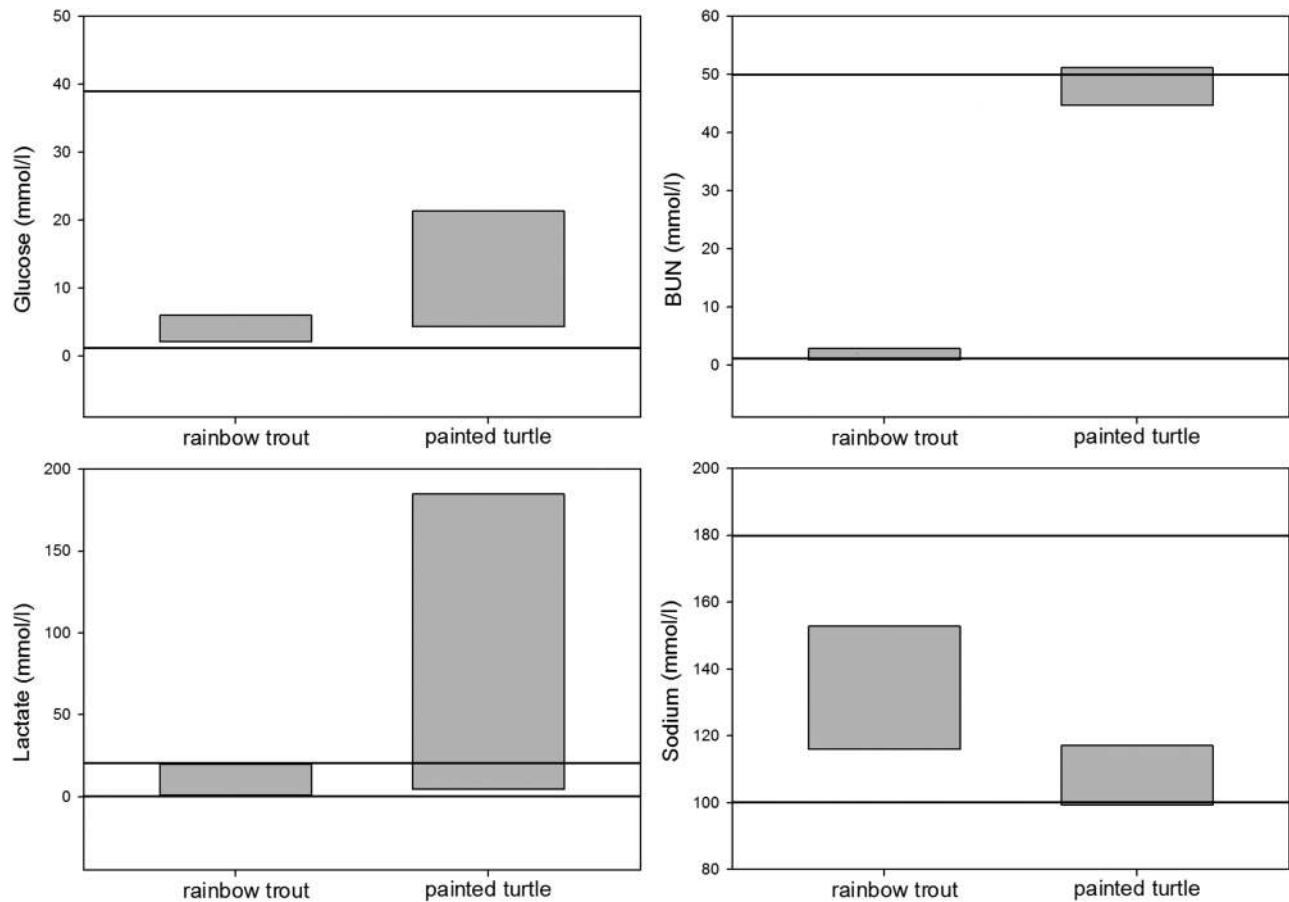 Glucose (mmol/l)
50
40
30
20
10
0
rainbow trout
painted turtle
BUN (mmol/l)
60
50
40
30
20
10
0
rainbow trout
painted turtle
Lactate (mmol/l)
200
150
100
50
0
rainbow trout
painted turtle
Sodium (mmol/l)
200
180
160
140
120
100
80
rainbow trout
painted turtle